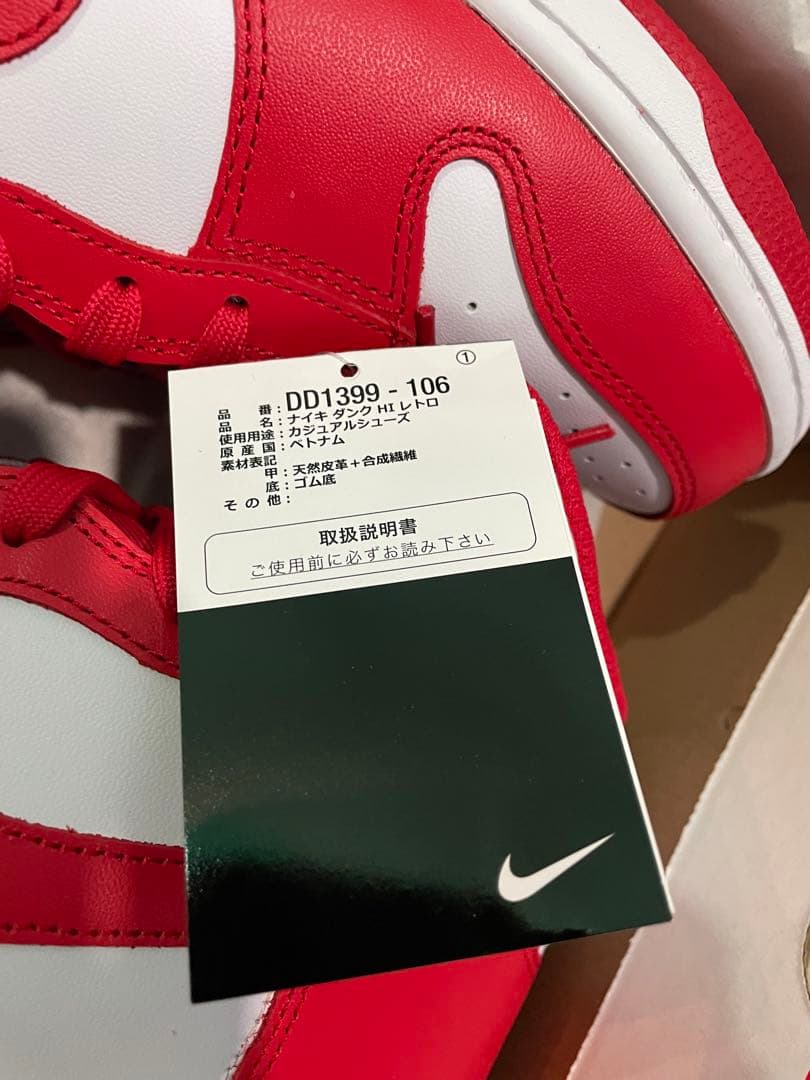 ①
品番：DD1399 - 106
品名：ナイキ ダンク HI レトロ
使用用途：カジュアルシューズ
原産国：ベトナム
素材表記
甲：天然皮革＋合成繊維
底：ゴム底
その他：
取扱説明書
ご使用前に必ずお読み下さい